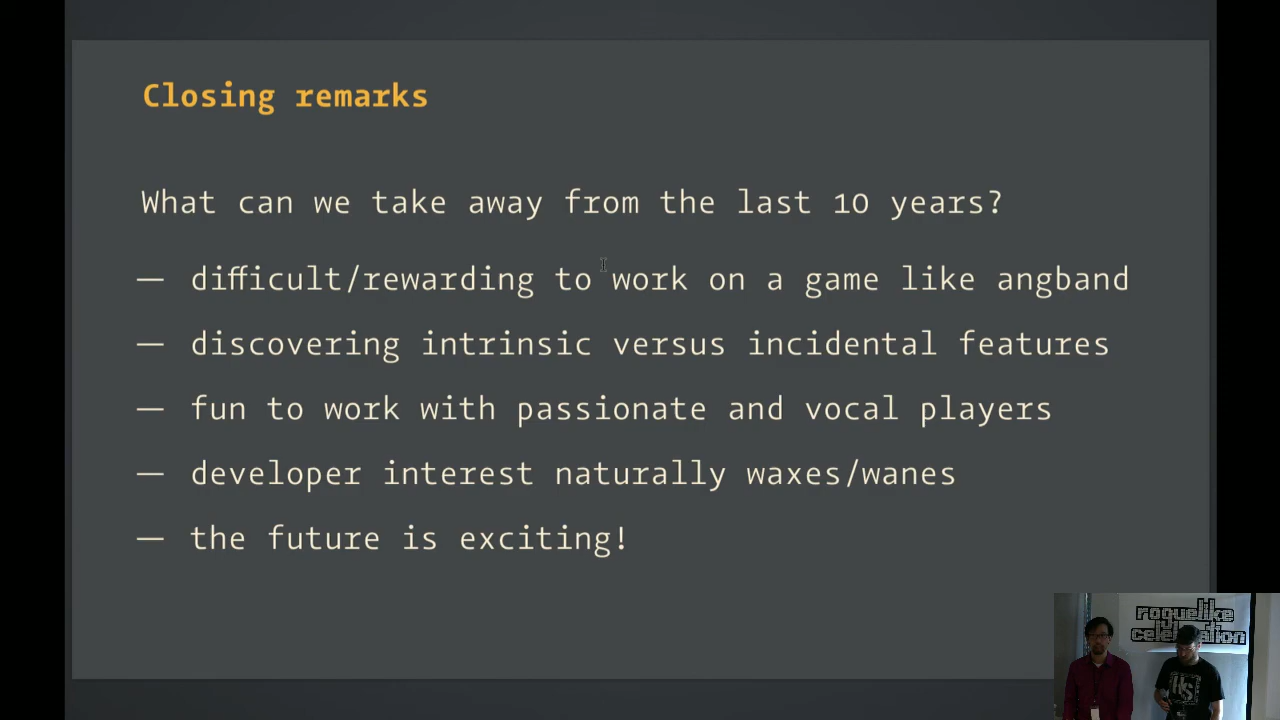 Closing remarks
What can we take away from the last 10 years?
— difficult/rewarding to work on a game like angband
— discovering intrinsic versus incidental features
— fun to work with passionate and vocal players
— developer interest naturally waxes/wanes
— the future is exciting!
roguelike
celebration